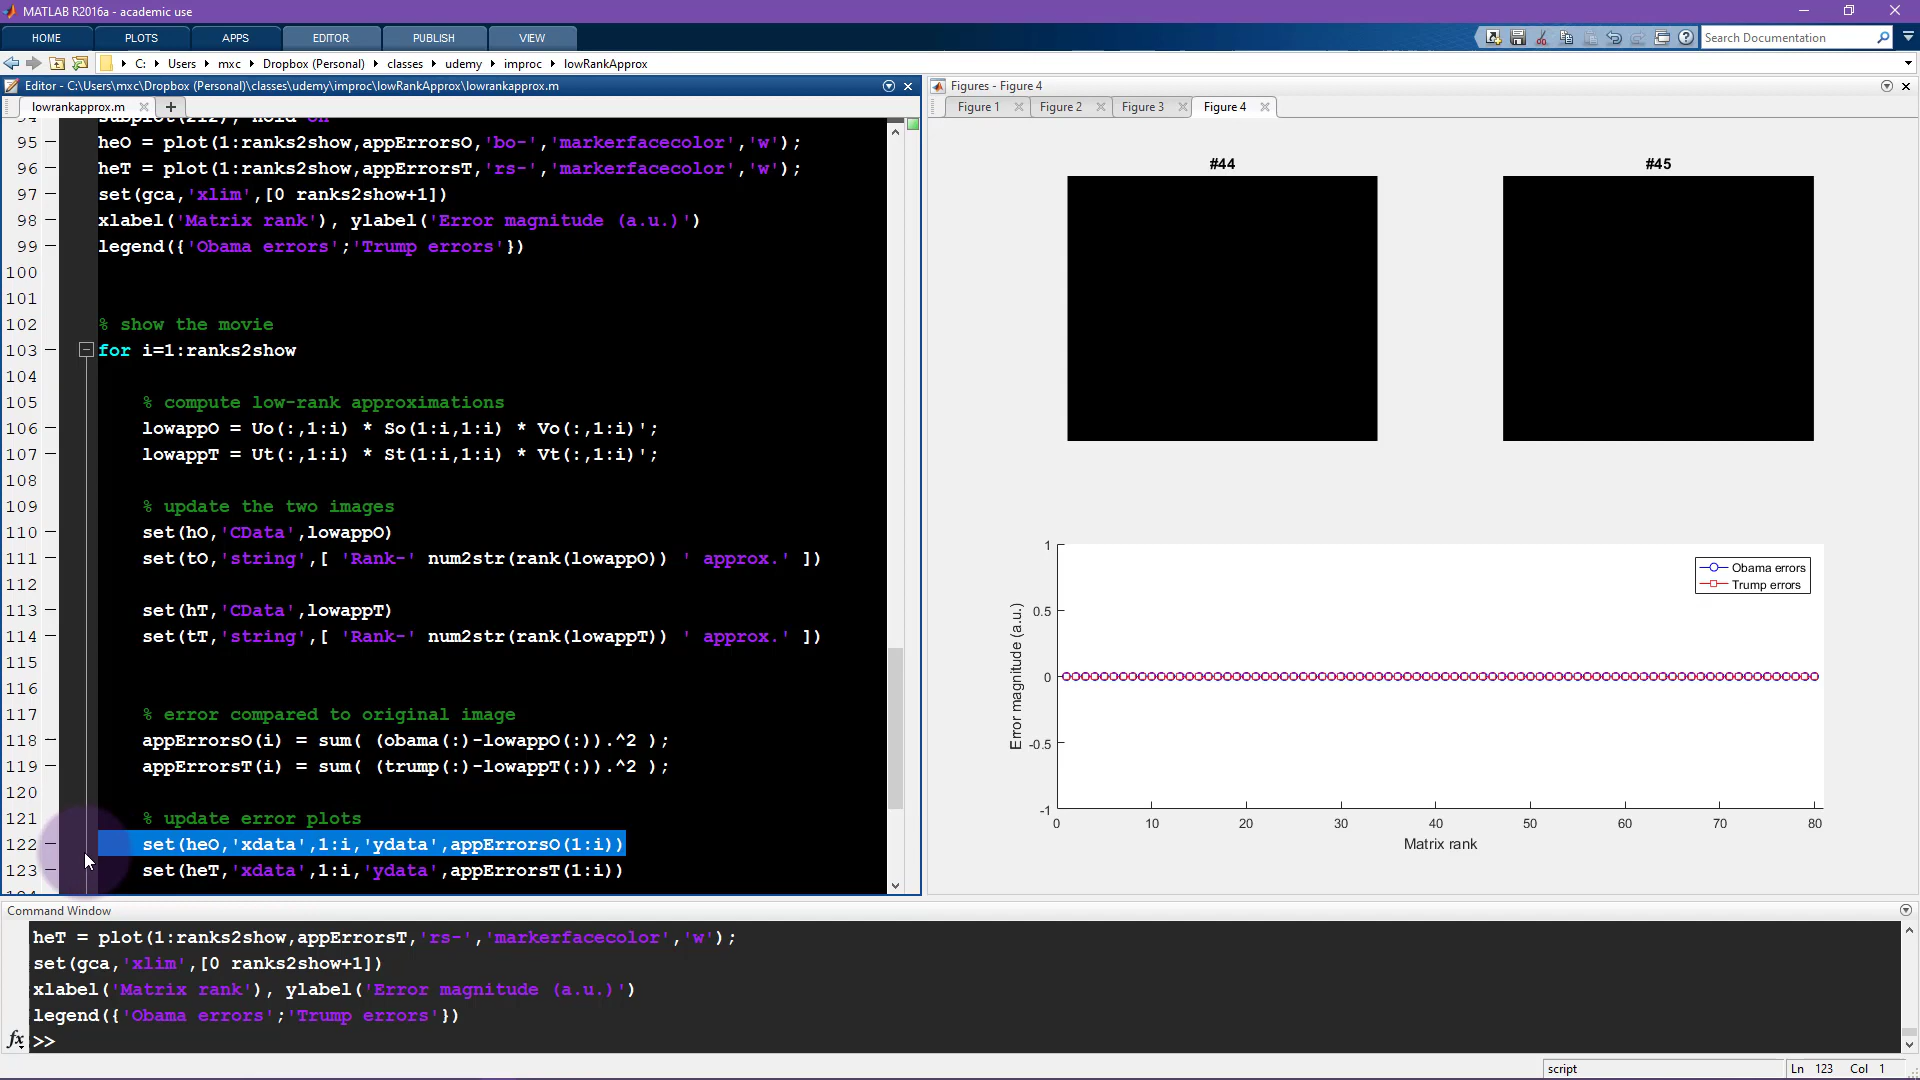 MATLAB R2016a - academic use
HOME PLOTS APPS EDITOR PUBLISH VIEW
Search Documentation
C: Users mxc Dropbox (Personal) classes udemy improc lowRankApprox
Editor - C:\Users\mxc\Dropbox (Personal)\classes\udemy\improc\lowRankApprox\lowrankapprox.m
lowrankapprox.m
94 subplot(212), hold on
95 heO = plot(1:ranks2show,appErrorsO,'bo-','markerfacecolor','w');
96 heT = plot(1:ranks2show,appErrorsT,'rs-','markerfacecolor','w');
97 set(gca,'xlim',[0 ranks2show+1])
98 xlabel('Matrix rank'), ylabel('Error magnitude (a.u.)')
99 legend({'Obama errors';'Trump errors'})
100
101
102 % show the movie
103 for i=1:ranks2show
104
105 % compute low-rank approximations
106 lowappO = Uo(:,1:i) * So(1:i,1:i) * Vo(:,1:i)';
107 lowappT = Ut(:,1:i) * St(1:i,1:i) * Vt(:,1:i)';
108
109 % update the two images
110 set(hO,'CData',lowappO)
111 set(tO,'string',[ 'Rank-' num2str(rank(lowappO)) ' approx.' ])
112
113 set(hT,'CData',lowappT)
114 set(tT,'string',[ 'Rank-' num2str(rank(lowappT)) ' approx.' ])
115
116
117 % error compared to original image
118 appErrorsO(i) = sum( (obama(:)-lowappO(:)).^2 );
119 appErrorsT(i) = sum( (trump(:)-lowappT(:)).^2 );
120
121 % update error plots
122 set(heO,'xdata',1:i,'ydata',appErrorsO(1:i))
123 set(heT,'xdata',1:i,'ydata',appErrorsT(1:i))
Figures - Figure 4
Figure 1 Figure 2 Figure 3 Figure 4
#44 #45
Obama errors
Trump errors
Error magnitude (a.u.)
1
0.5
0
-0.5
-1
0 10 20 30 40 50 60 70 80
Matrix rank
Command Window
heT = plot(1:ranks2show,appErrorsT,'rs-','markerfacecolor','w');
set(gca,'xlim',[0 ranks2show+1])
xlabel('Matrix rank'), ylabel('Error magnitude (a.u.)')
legend({'Obama errors';'Trump errors'})
fx >>
script Ln 123 Col 1